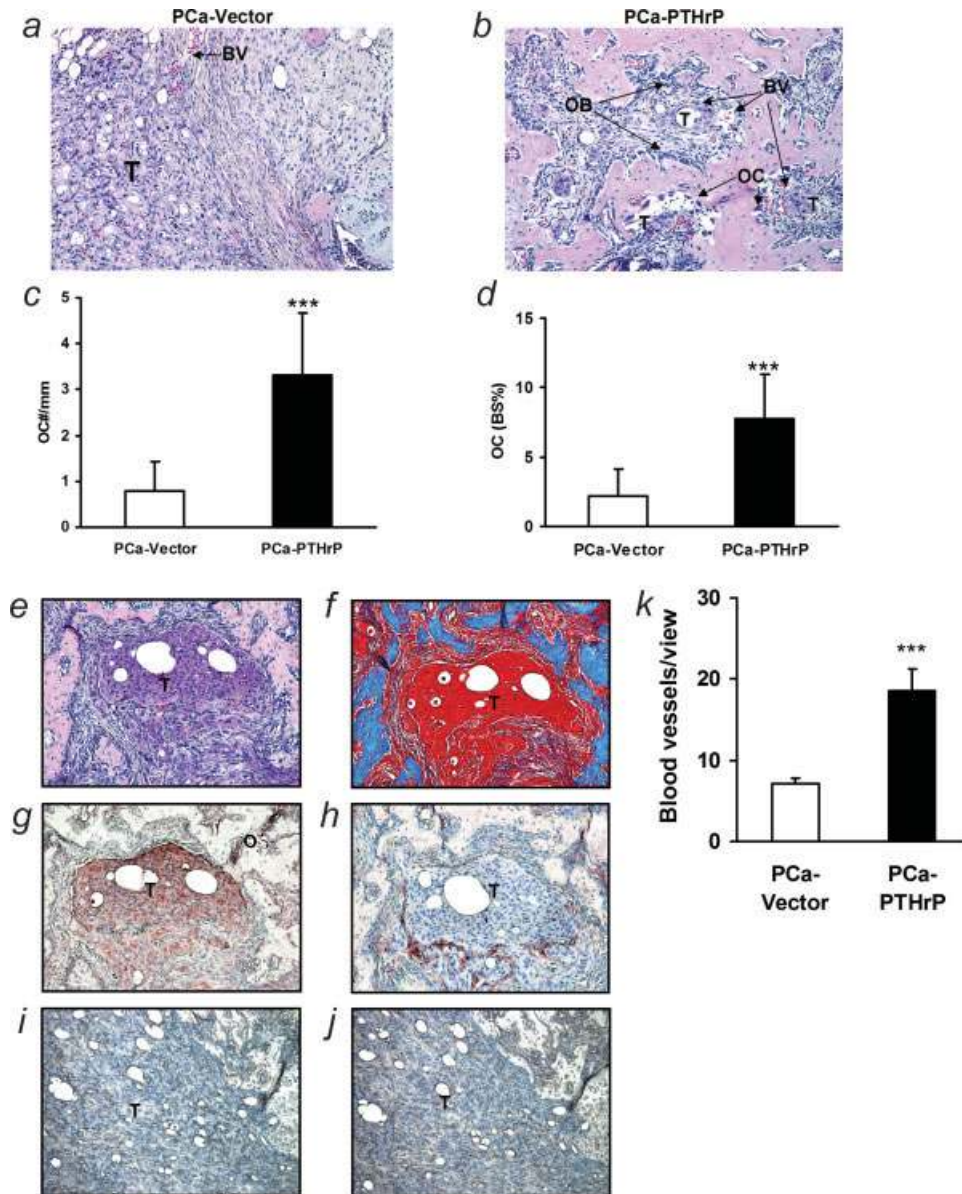 PCa-Vector
PCa-PTHrP
a
BV
T
b
OB
BV
T
OC
T
T
c
5
4
3
2
1
0
OC#/mm
***
PCa-Vector
PCa-PTHrP
d
15
10
5
0
OC (BS%)
***
PCa-Vector
PCa-PTHrP
e
T
f
T
g
T
O
h
T
i
T
j
T
k
30
20
10
0
Blood vessels/view
***
PCa-
Vector
PCa-
PTHrP